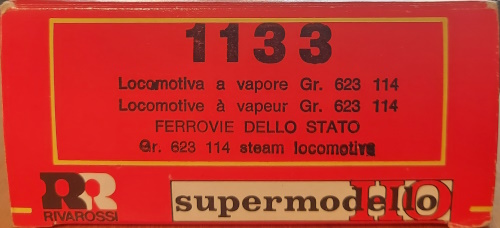 1133
Locomotiva a vapore Gr. 623 114
Locomotive à vapeur Gr. 623 114
FERROVIE DELLO STATO
Gr. 623 114 steam locomotive
RR
RIVAROSSI
supermodello HO